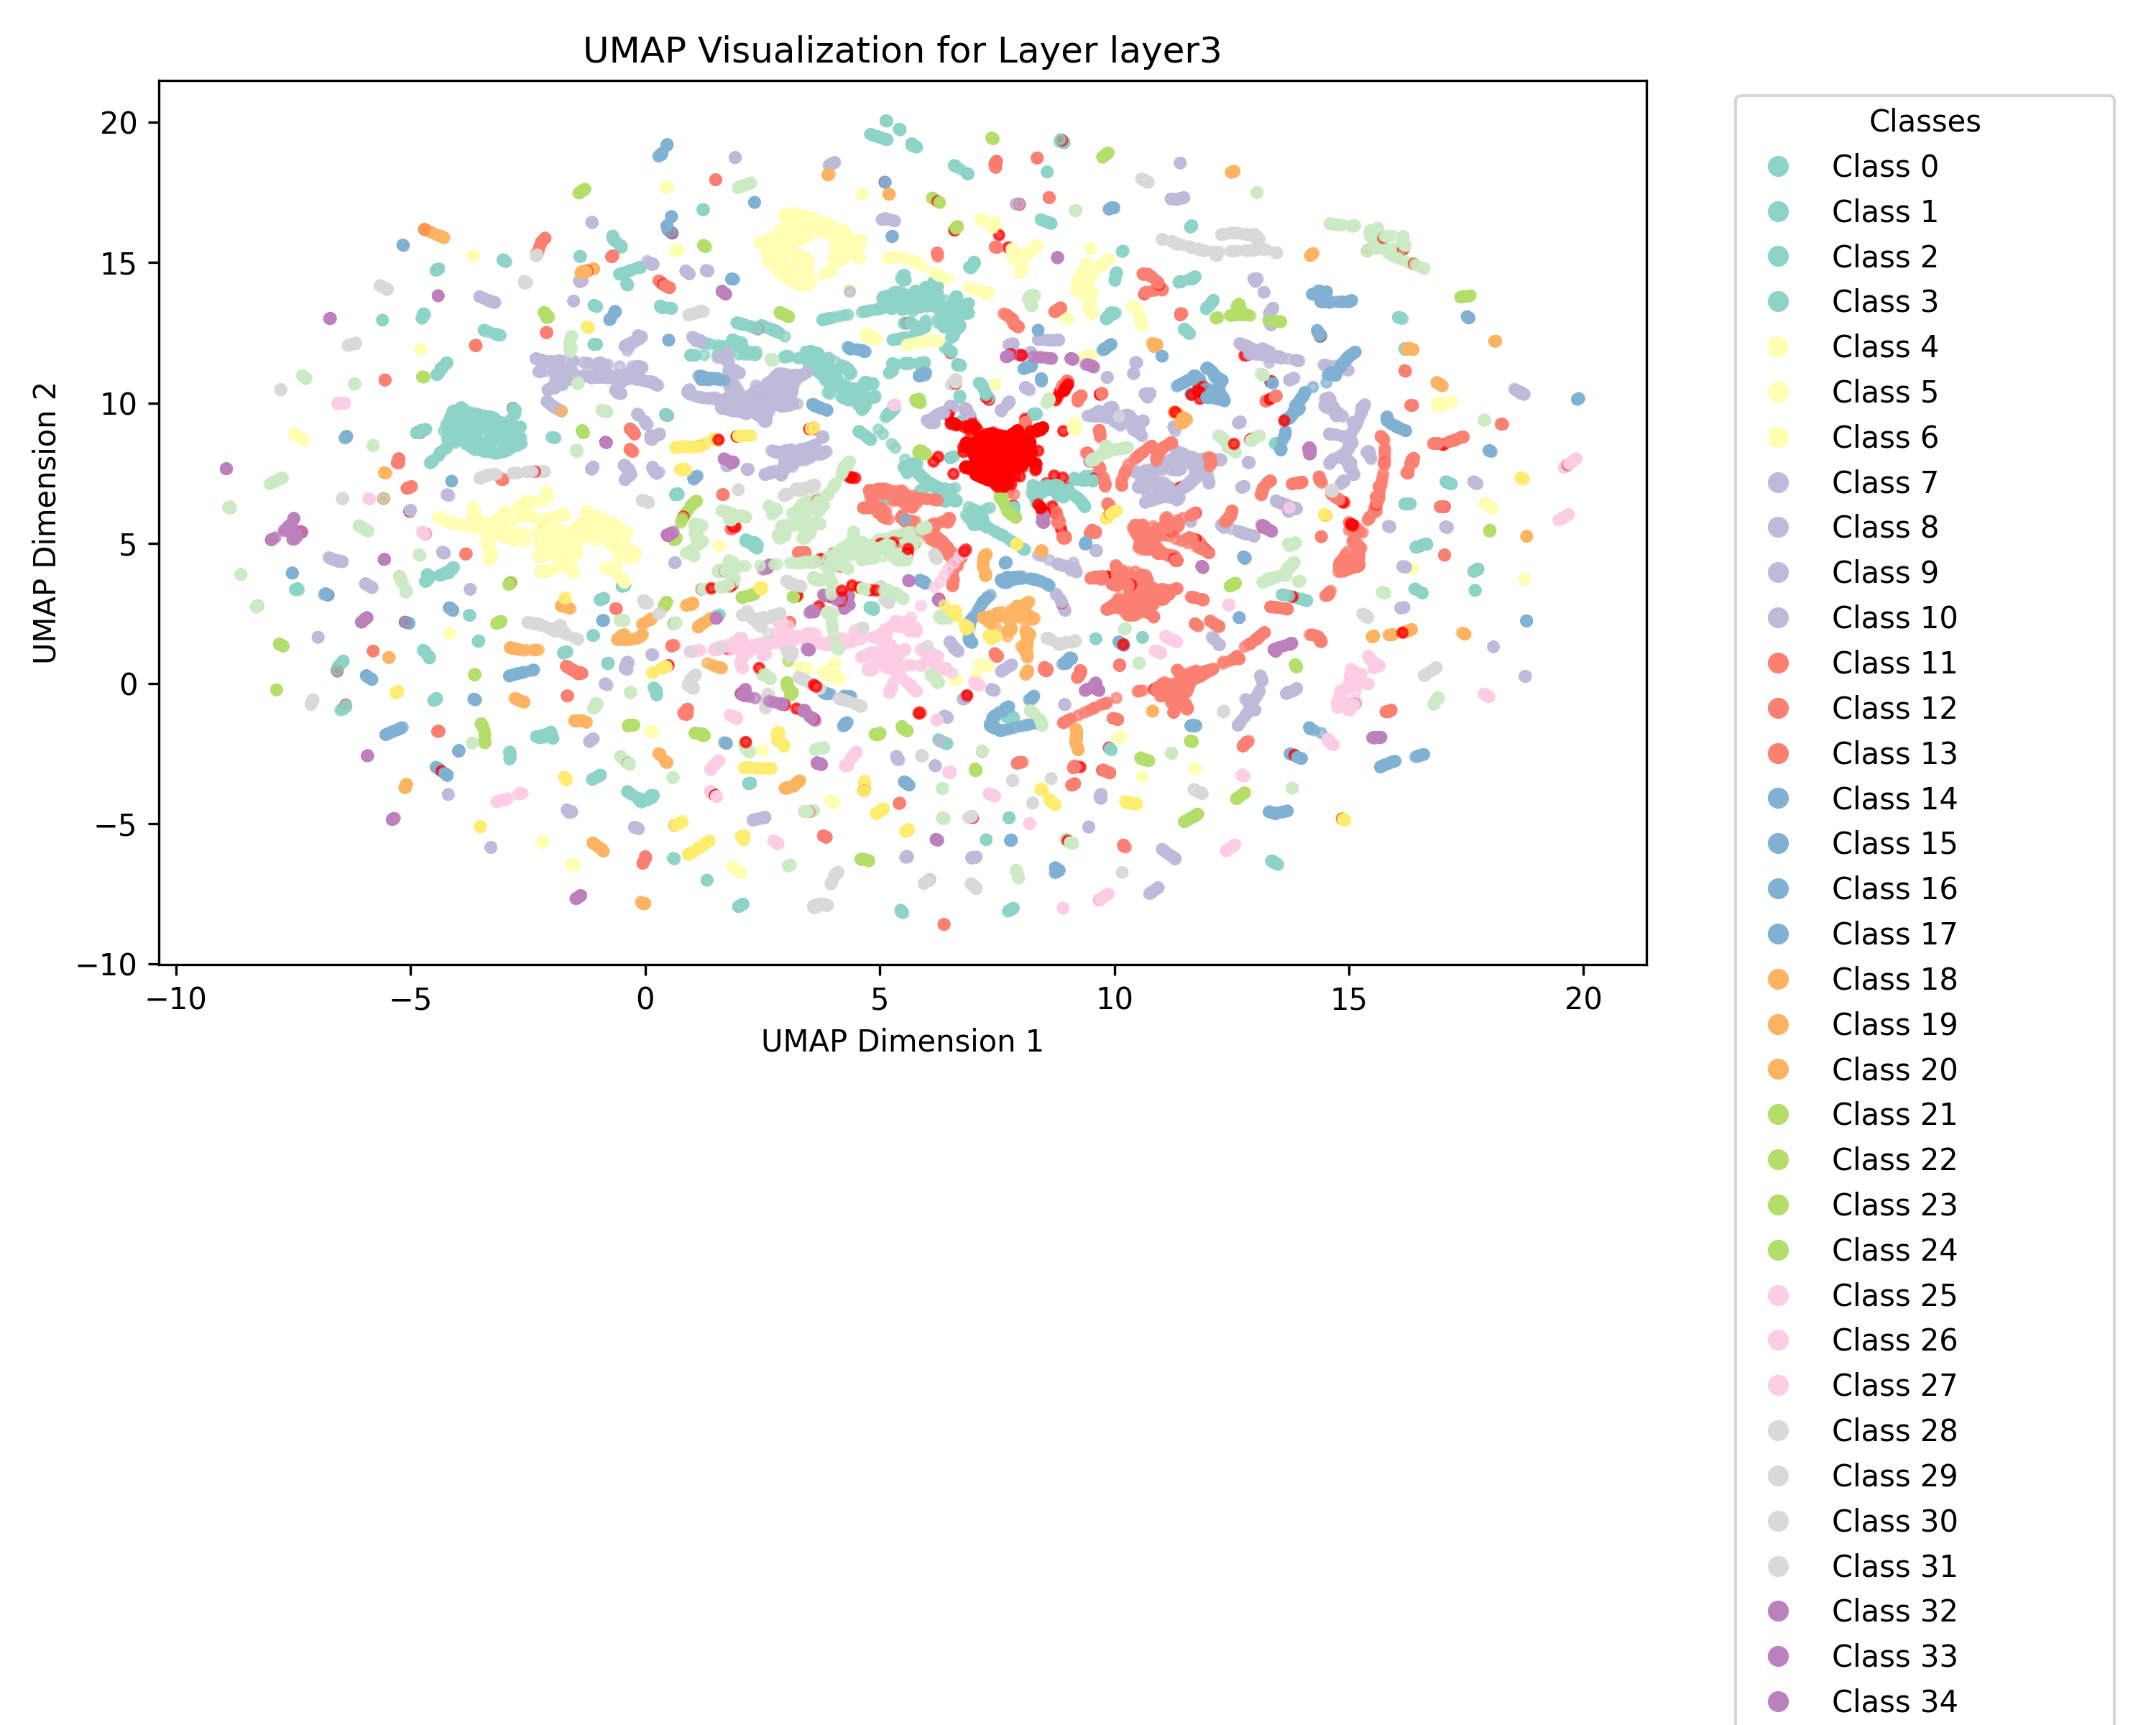 UMAP Visualization for Layer layer3
20
15
10
5
0
−5
−10
UMAP Dimension 2
−10 −5 0 5 10 15 20
UMAP Dimension 1
Classes
Class 0
Class 1
Class 2
Class 3
Class 4
Class 5
Class 6
Class 7
Class 8
Class 9
Class 10
Class 11
Class 12
Class 13
Class 14
Class 15
Class 16
Class 17
Class 18
Class 19
Class 20
Class 21
Class 22
Class 23
Class 24
Class 25
Class 26
Class 27
Class 28
Class 29
Class 30
Class 31
Class 32
Class 33
Class 34